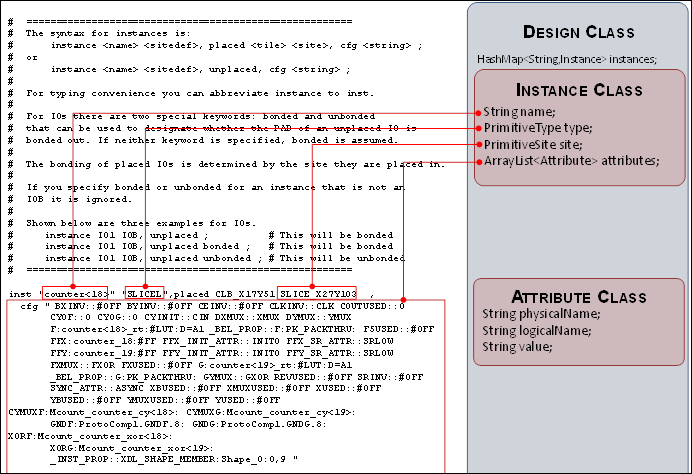 # ====================================================
# The syntax for instances is:
# instance <name> <sitedef>, placed <tile> <site>, cfg <string> ;
# or
# instance <name> <sitedef>, unplaced, cfg <string> ;
#
# For typing convenience you can abbreviate instance to inst.
#
# For IOs there are two special keywords: bonded and unbonded
# that can be used to designate whether the PAD of an unplaced IO is
# bonded out. If neither keyword is specified, bonded is assumed.
#
# The bonding of placed IOs is determined by the site they are placed in.
#
# If you specify bonded or unbonded for an instance that is not an
# IOB it is ignored.
#
# Shown below are three examples for IOs.
# instance IO1 IOB, unplaced ; # This will be bonded
# instance IO1 IOB, unplaced bonded ; # This will be bonded
# instance IO1 IOB, unplaced unbonded ; # This will be unbonded
# ====================================================
inst "counter<18>" "SLICEL",placed CLB_X17Y51 SLICE_X27Y103 ,
cfg " BXINV::#OFF BYINV::#OFF CEINV::#OFF CLKINV::CLK COUTUSED::0
CY0F::0 CY0G::0 CYINIT::CIN DXMUX::XMUX DYMUX::YMUX
F:counter<18>_rt:#LUT:D=A1 _BEL_PROP::F:PK_PACKTHRU: F5USED::#OFF
FFX:counter_18:#FF FFX_INIT_ATTR::INIT0 FFX_SR_ATTR::SRLOW
FFY:counter_19:#FF FFY_INIT_ATTR::INIT0 FFY_SR_ATTR::SRLOW
FXMUX::FXOR FXUSED::#OFF G:counter<19>_rt:#LUT:D=A1
_BEL_PROP::G:PK_PACKTHRU: GYMUX::GXOR REVUSED::#OFF SRINV::#OFF
SYNC_ATTR::ASYNC XBUSED::#OFF XMUXUSED::#OFF XUSED::#OFF
YBUSED::#OFF YMUXUSED::#OFF YUSED::#OFF
CYMUXF:Mcount_counter_cy<18>: CYMUXG:Mcount_counter_cy<19>:
GNDF:ProtoComp1.GNDF.8: GNDG:ProtoComp1.GNDG.8:
XORF:Mcount_counter_xor<18>:
XORG:Mcount_counter_xor<19>:
_INST_PROP::XDL_SHAPE_MEMBER:Shape_0:0,9 "
DESIGN CLASS
HashMap<String,Instance> instances;
INSTANCE CLASS
String name;
PrimitiveType type;
PrimitiveSite site;
ArrayList<Attribute> attributes;
ATTRIBUTE CLASS
String physicalName;
String logicalName;
String value;